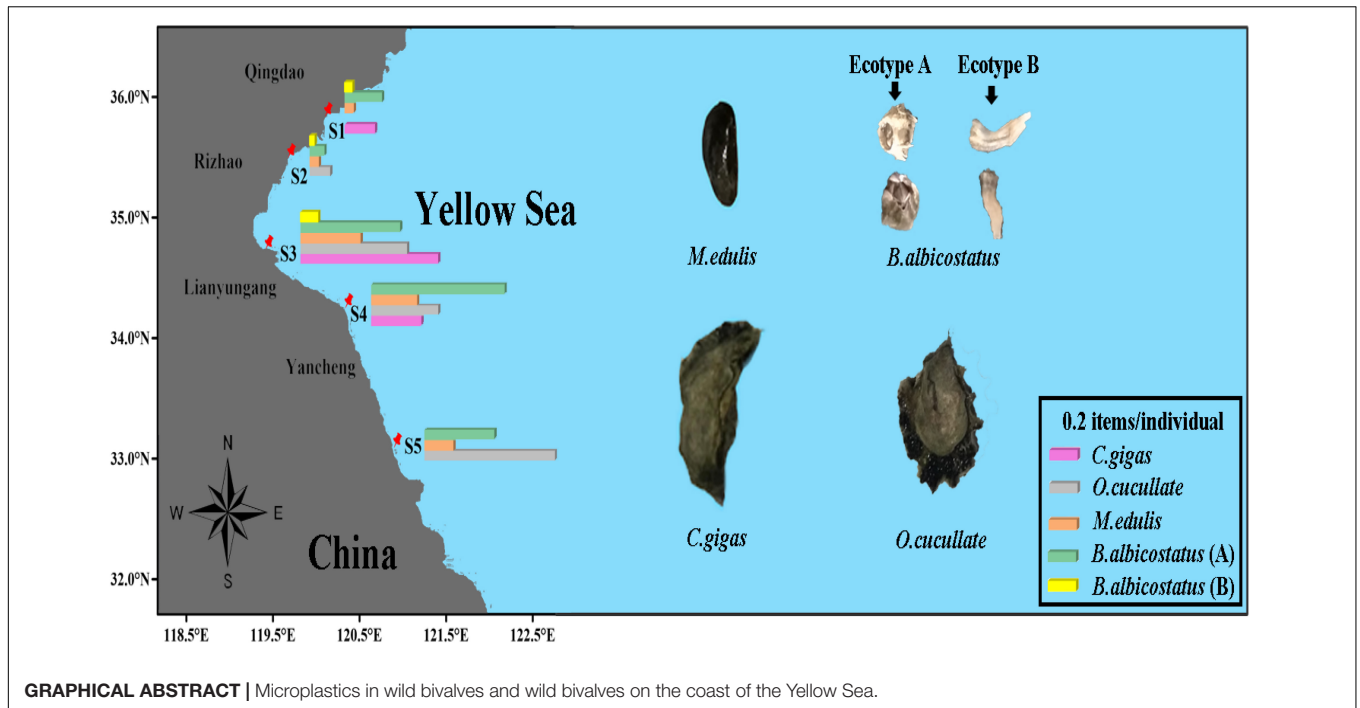 Qingdao
36.0°N
S1
Rizhao
S2
35.0°N
Yellow Sea
S3
Lianyungang
S4
34.0°N
Yancheng
S5
33.0°N
N
W E
S
China
32.0°N
118.5°E 119.5°E 120.5°E 121.5°E 122.5°E
Ecotype A Ecotype B
M.edulis B.albicostatus
C.gigas O.cucullate
0.2 items/individual
C.gigas
O.cucullate
M.edulis
B.albicostatus (A)
B.albicostatus (B)
GRAPHICAL ABSTRACT | Microplastics in wild bivalves and wild bivalves on the coast of the Yellow Sea.